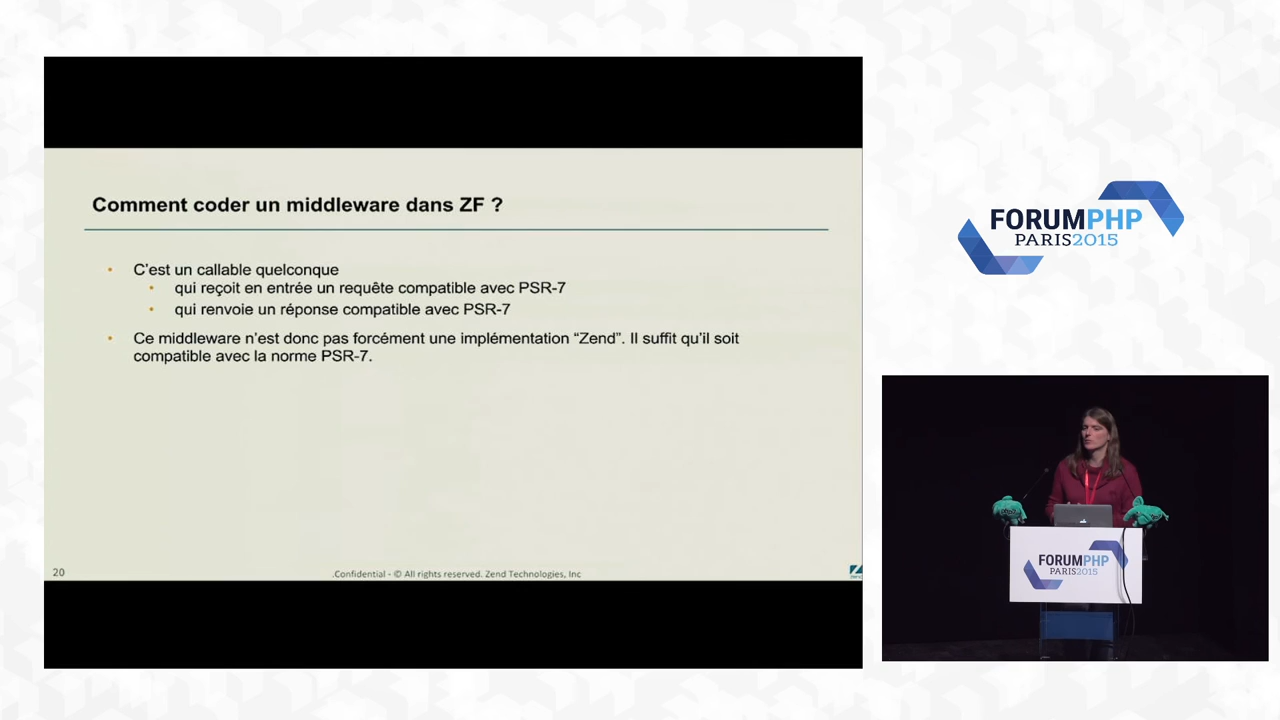 Comment coder un middleware dans ZF ?
• C'est un callable quelconque
• qui reçoit en entrée un requête compatible avec PSR-7
• qui renvoie un réponse compatible avec PSR-7
• Ce middleware n'est donc pas forcément une implémentation “Zend”. Il suffit qu'il soit
compatible avec la norme PSR-7.
20
.Confidential - © All rights reserved. Zend Technologies, Inc
FORUMPHP
PARIS2015
FORUMPHP
PARIS2015